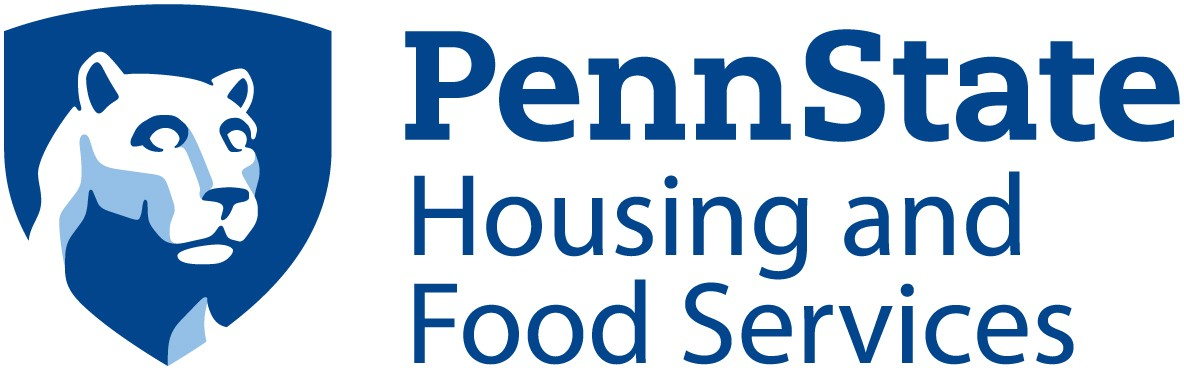 PennState
Housing and
Food Services